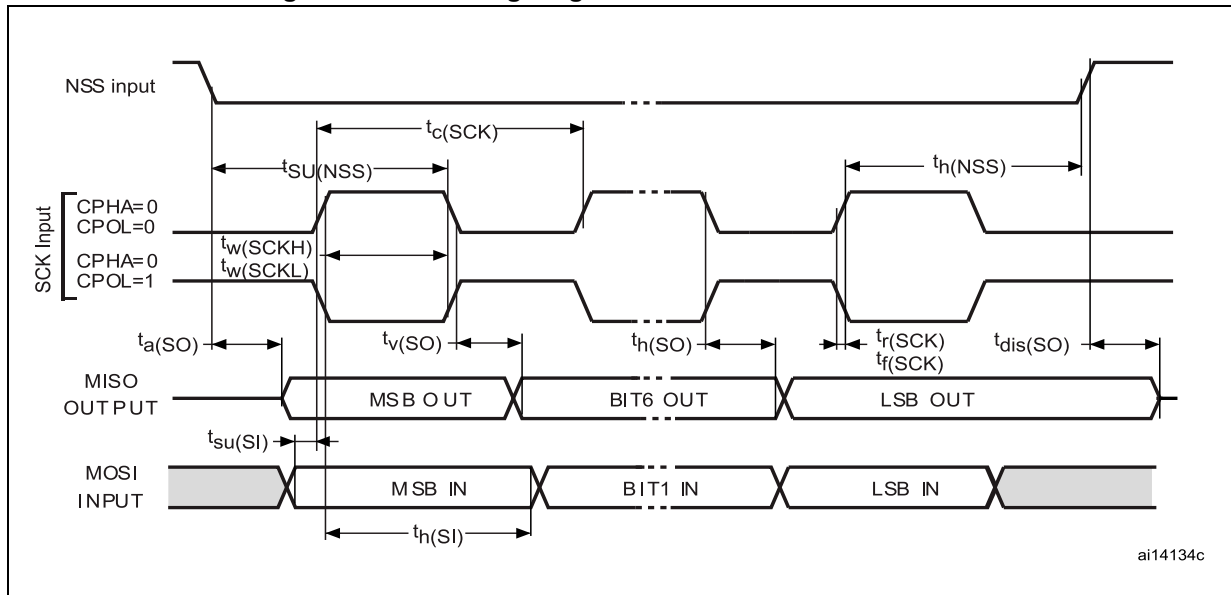 NSS input
tc(SCK)
tSU(NSS)
th(NSS)
SCK Input
CPHA=0
CPOL=0
tw(SCKH)
CPHA=0
tw(SCKL)
CPOL=1
ta(SO)
tv(SO)
th(SO)
tr(SCK)
tf(SCK)
tdis(SO)
MISO
OUTPUT
MSB OUT
BIT6 OUT
LSB OUT
tsu(SI)
MOSI
INPUT
MSB IN
BIT1 IN
LSB IN
th(SI)
ai14134c